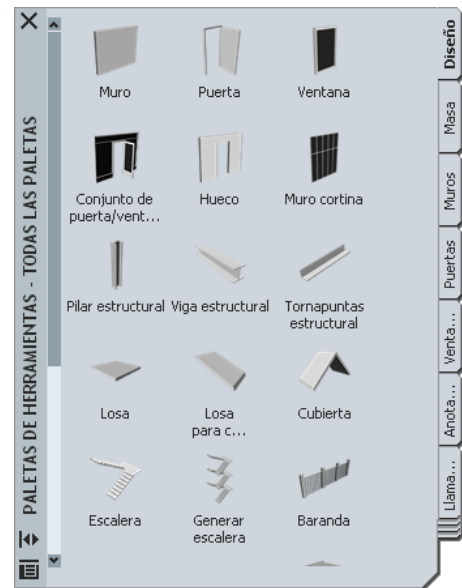 PALETAS DE HERRAMIENTAS - TODAS LAS PALETAS
Muro
Puerta
Ventana
Conjunto de
puerta/vent...
Hueco
Muro cortina
Pilar estructural
Viga estructural
Tornapuntas
estructural
Losa
Losa
para c...
Cubierta
Escalera
Generar
escalera
Baranda
Diseño
Masa
Muros
Puertas
Venta...
Anota...
Llama...